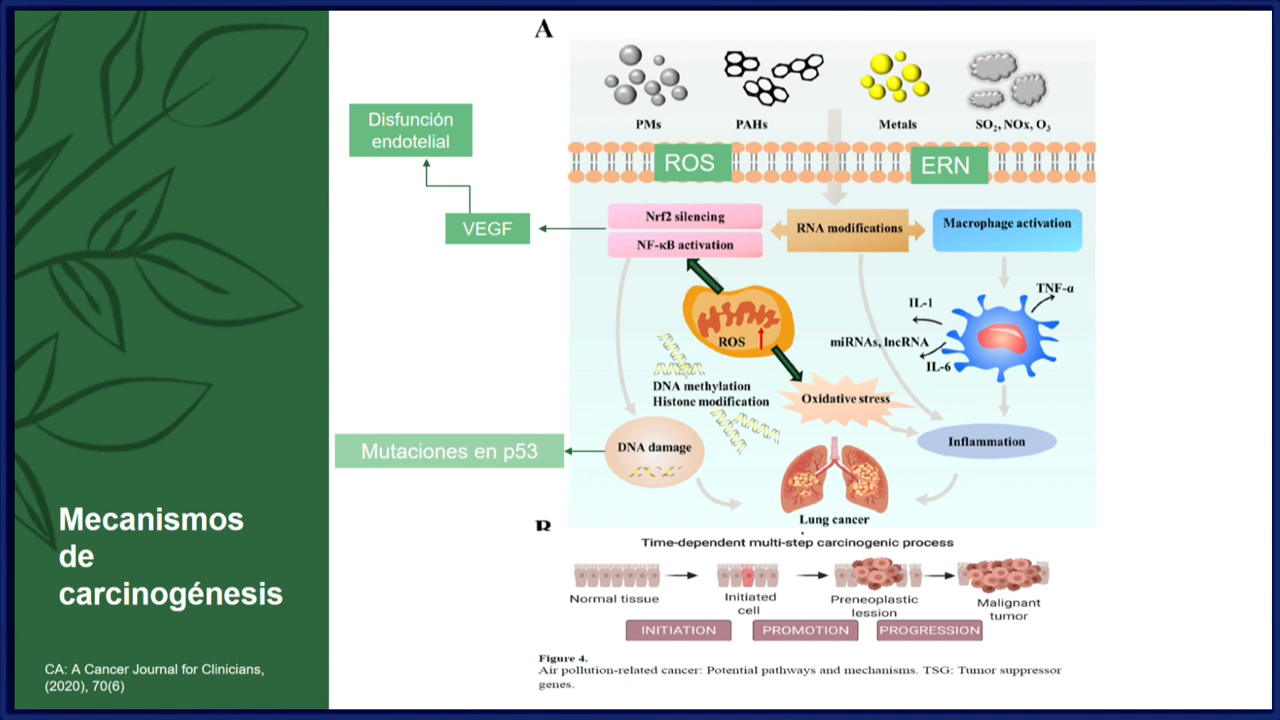 A
PMs
PAHs
Metals
SO₂, NOx, O₃
Disfunción
endotelial
ROS
ERN
VEGF
Nrf2 silencing
NF-κB activation
RNA modifications
Macrophage activation
TNF-α
IL-1
miRNAs, lncRNA
IL-6
ROS
DNA methylation
Histone modification
Oxidative stress
Mutaciones en p53
DNA damage
Inflammation
Lung cancer
Mecanismos
de
carcinogénesis
B
Time-dependent multi-step carcinogenic process
Normal tissue
Initiated
cell
Preneoplastic
lession
Malignant
tumor
INITIATION
PROMOTION
PROGRESSION
CA: A Cancer Journal for Clinicians,
(2020), 70(6)
Figure 4.
Air pollution-related cancer: Potential pathways and mechanisms. TSG: Tumor suppressor
genes.